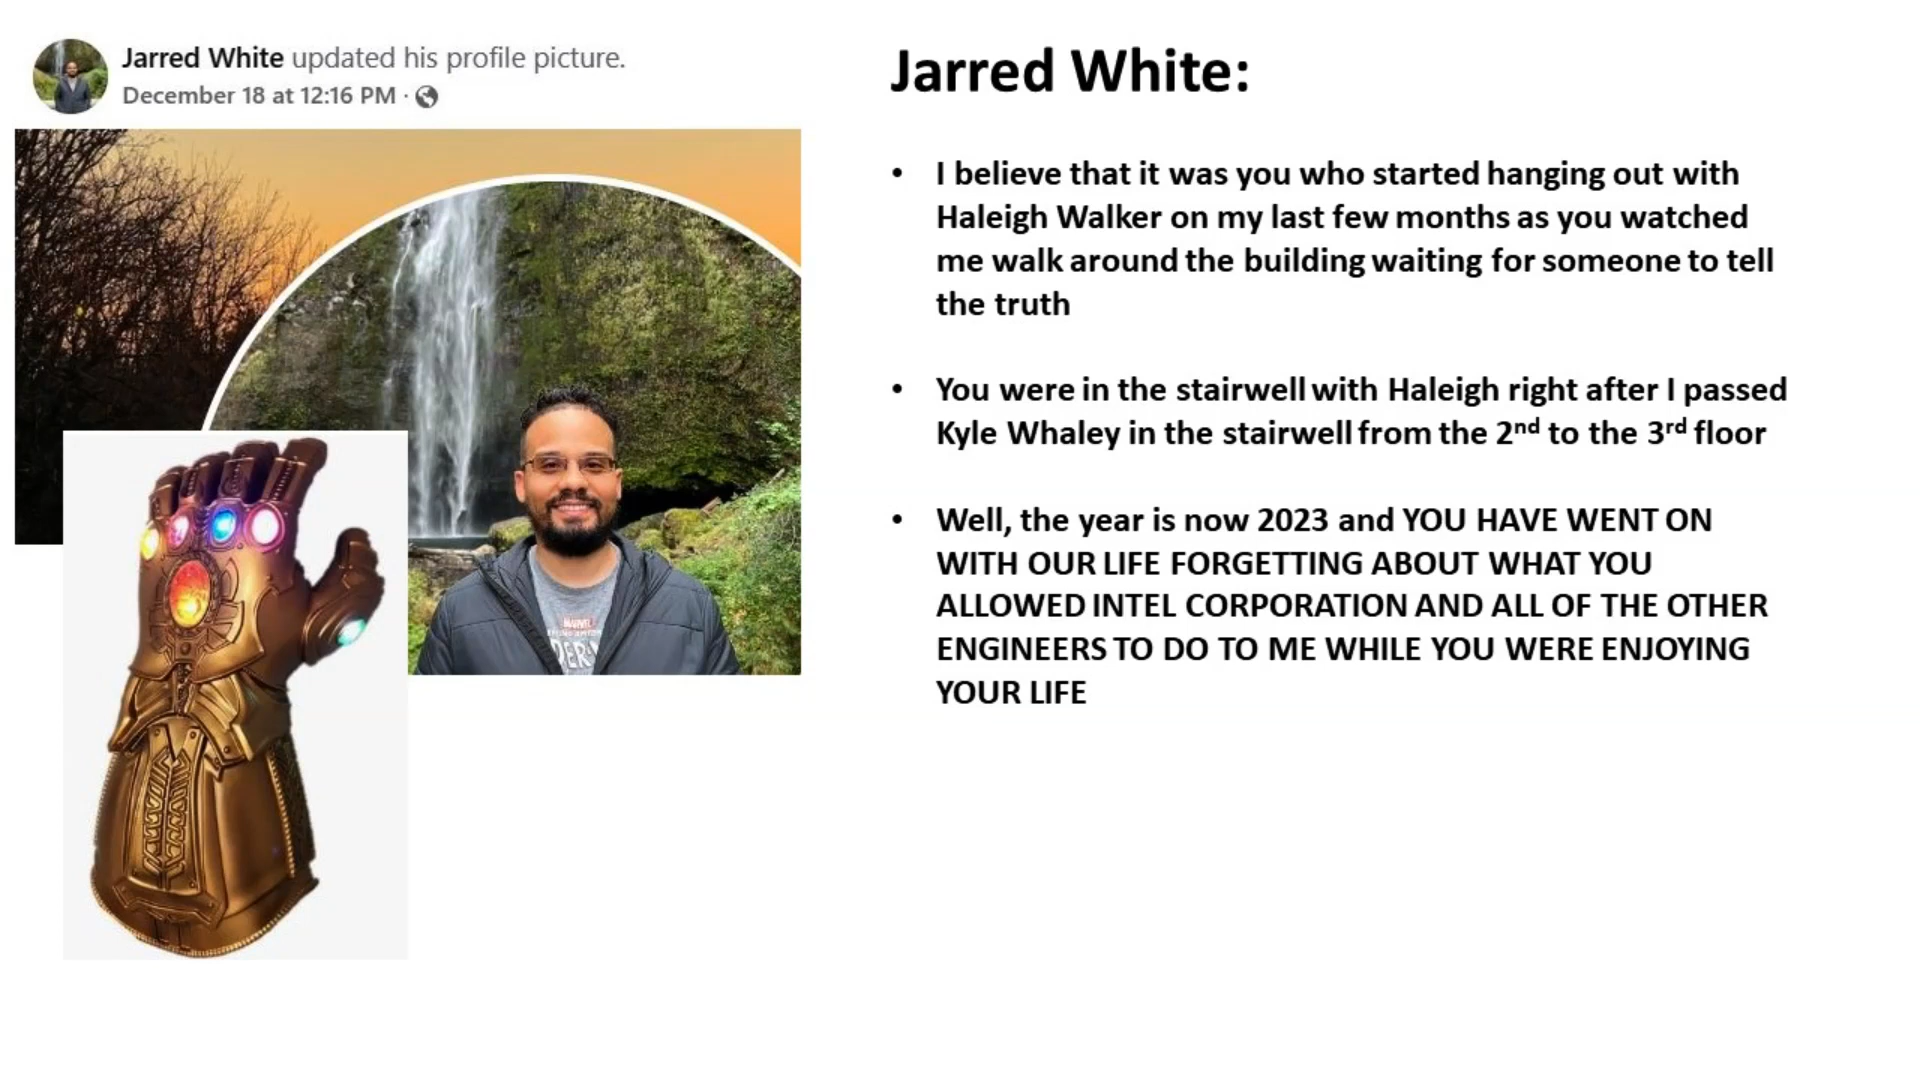 Jarred White updated his profile picture.
December 18 at 12:16 PM ·
MARVEL
Jarred White:
• I believe that it was you who started hanging out with
Haleigh Walker on my last few months as you watched
me walk around the building waiting for someone to tell
the truth
• You were in the stairwell with Haleigh right after I passed
Kyle Whaley in the stairwell from the 2nd to the 3rd floor
• Well, the year is now 2023 and YOU HAVE WENT ON
WITH OUR LIFE FORGETTING ABOUT WHAT YOU
ALLOWED INTEL CORPORATION AND ALL OF THE OTHER
ENGINEERS TO DO TO ME WHILE YOU WERE ENJOYING
YOUR LIFE